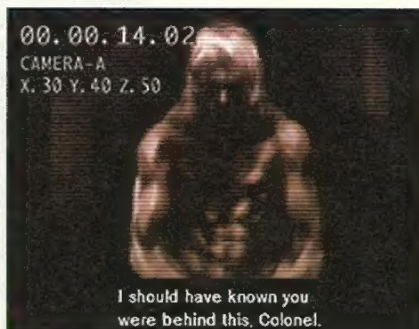 00.00.14.02
CAMERA-A
X.30 Y.40 Z.50
I should have known you
were behind this, Colonel.